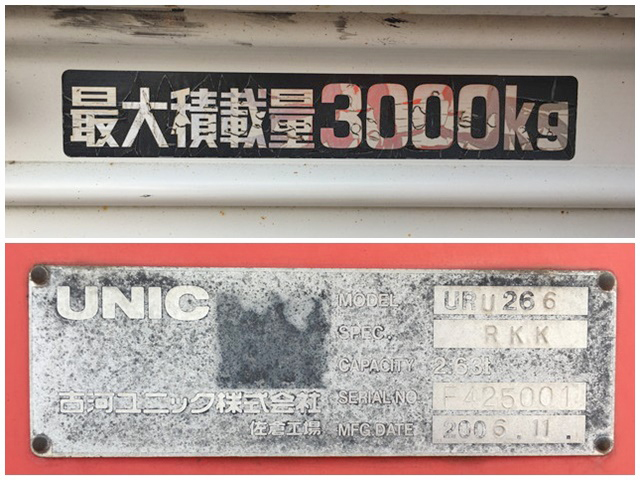 最大積載量3000kg
UNIC
MODEL URU266
SPEC. RKK
CAPACITY 2.63t
古河ユニック株式会社
SERIAL NO F425001
佐倉工場
MFG.DATE 2006.11.